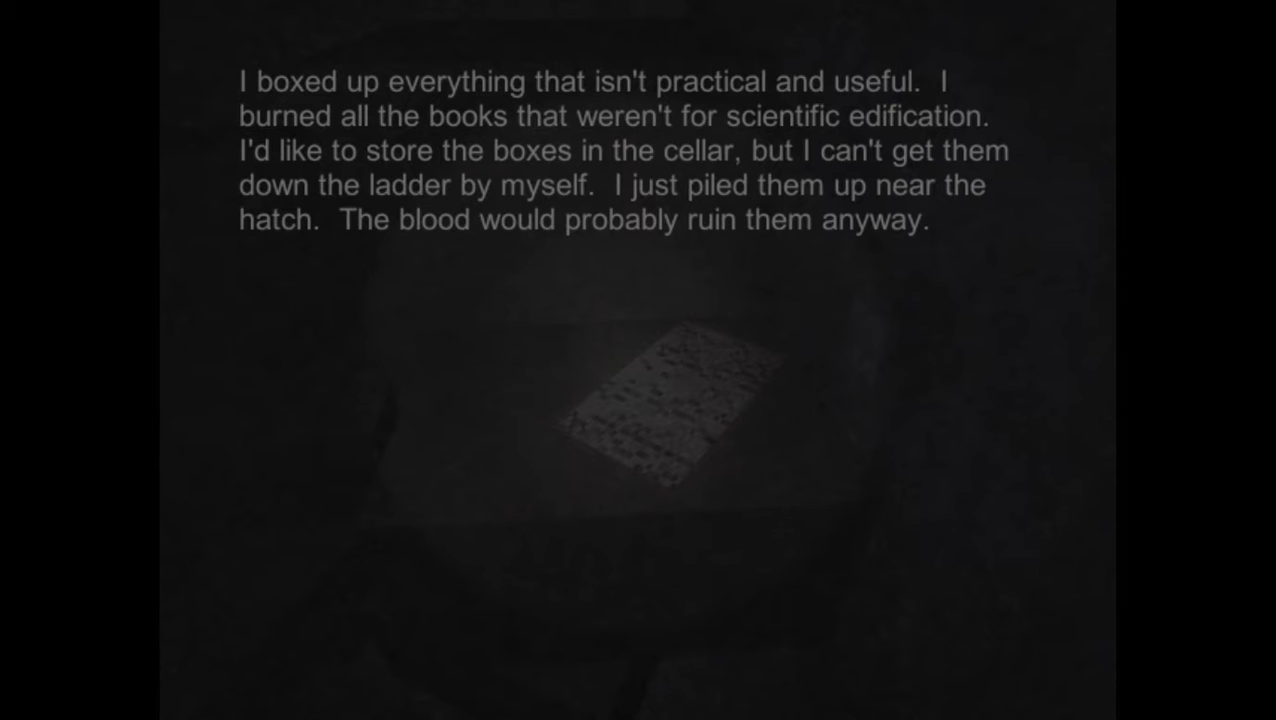 I boxed up everything that isn't practical and useful.  I
burned all the books that weren't for scientific edification.
I'd like to store the boxes in the cellar, but I can't get them
down the ladder by myself.  I just piled them up near the
hatch.  The blood would probably ruin them anyway.